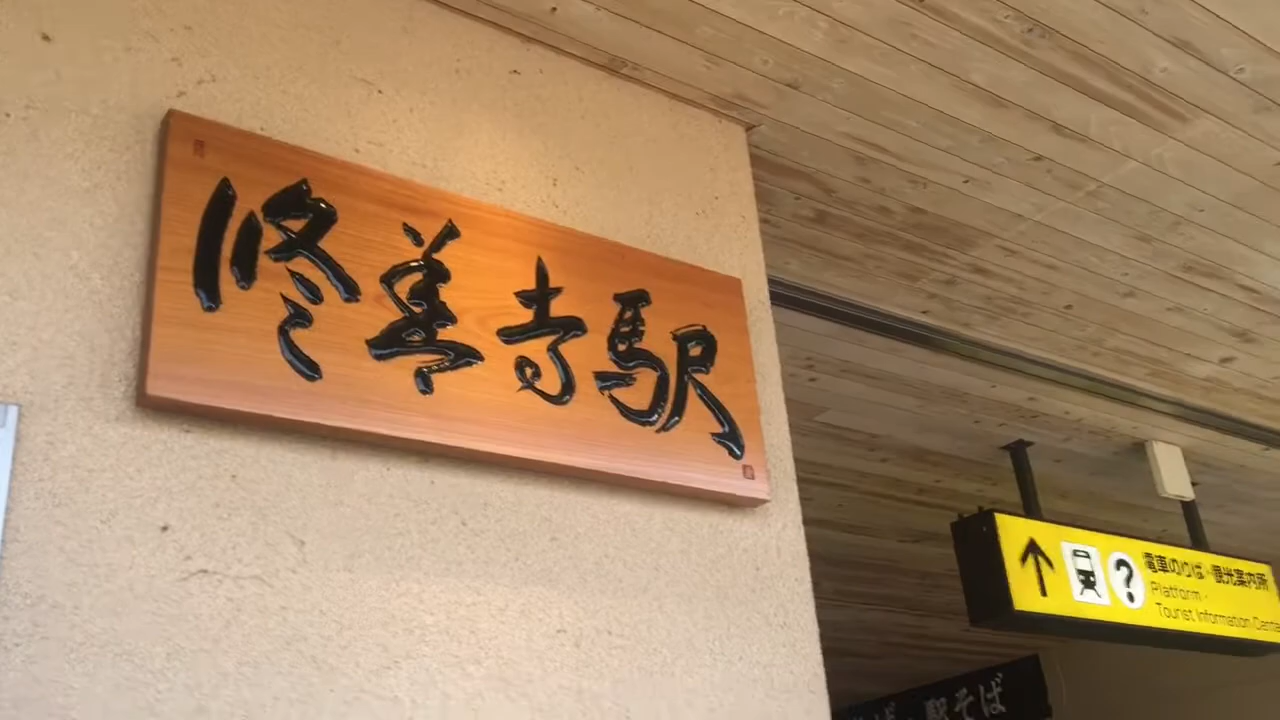 修善寺駅
電車のりば・観光案内所
Platform・
Tourist Information Cente
駅そば